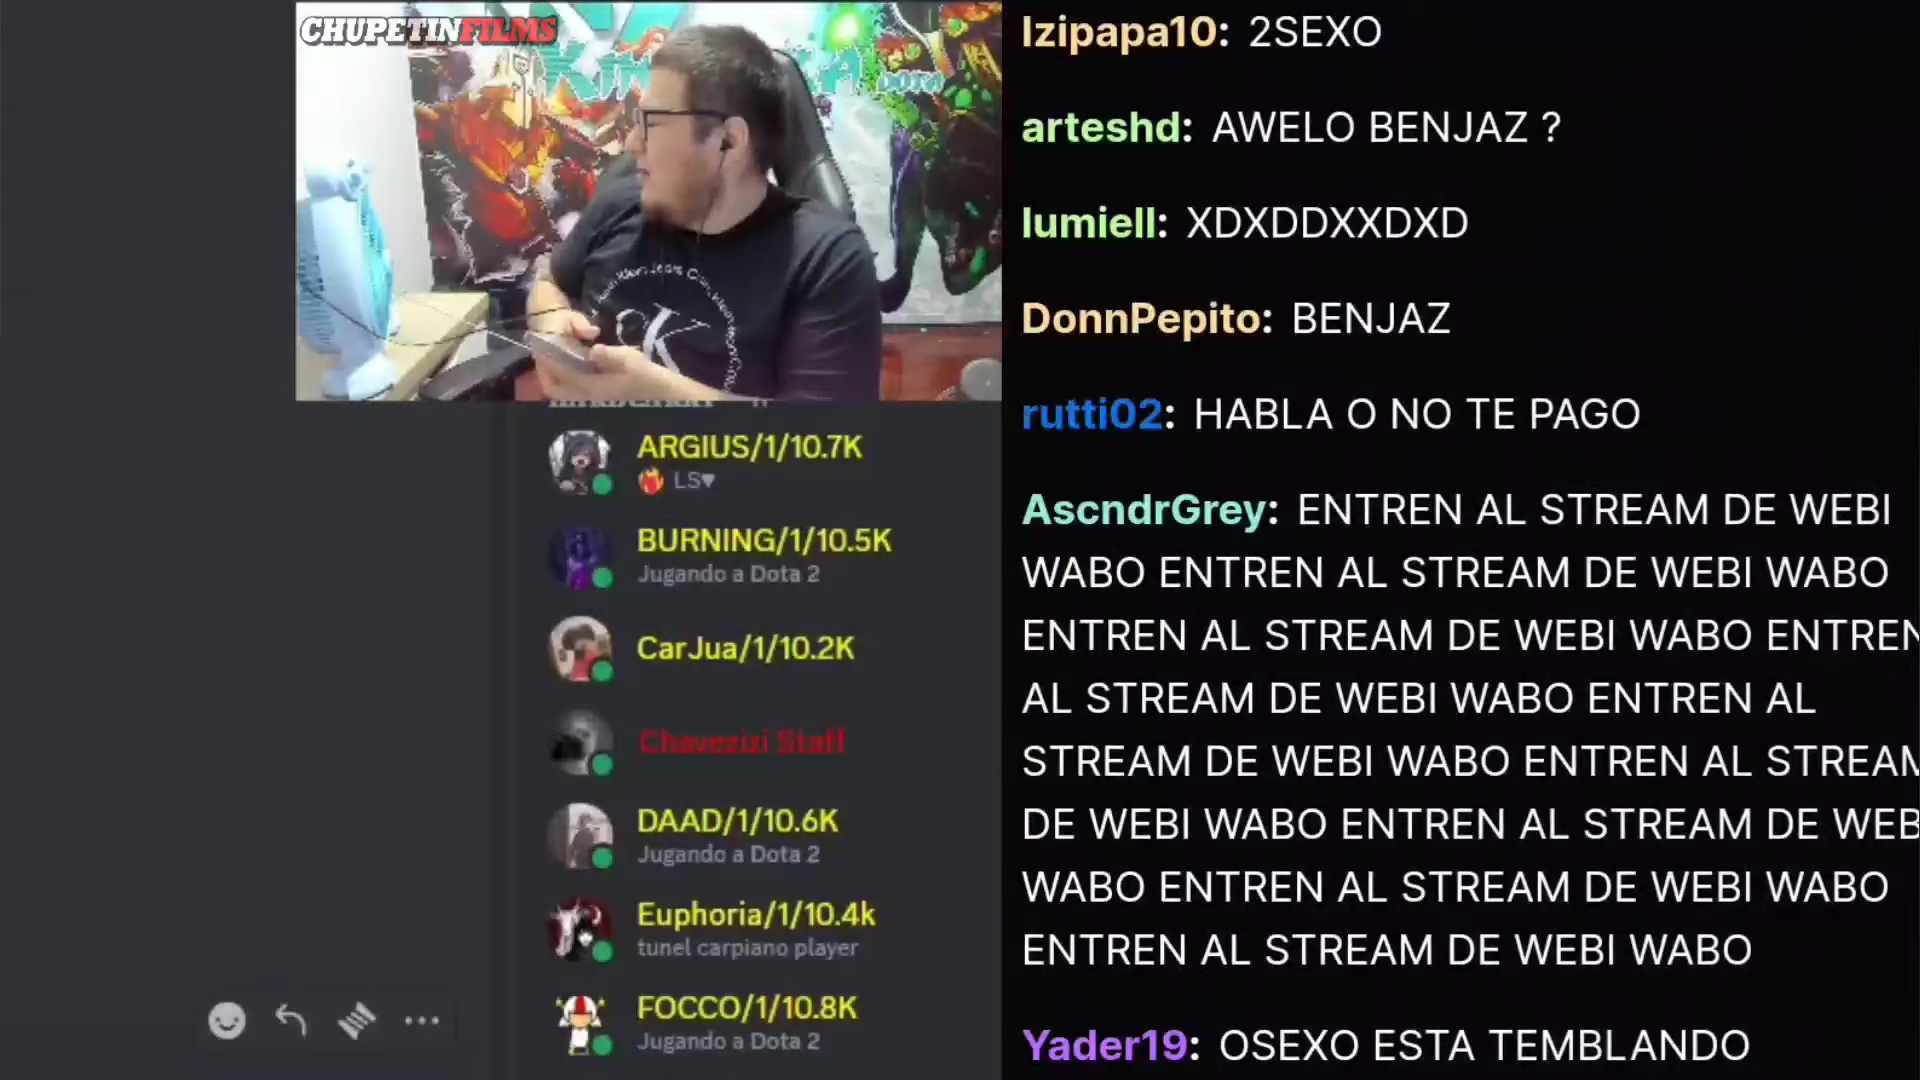 CHUPETINFILMS
DOTA
ARGIUS/1/10.7K
LS♥
BURNING/1/10.5K
Jugando a Dota 2
CarJua/1/10.2K
Chavezizi Staff
DAAD/1/10.6K
Jugando a Dota 2
Euphoria/1/10.4k
tunel carpiano player
FOCCO/1/10.8K
Jugando a Dota 2
Izipapa10: 2SEXO
arteshd: AWELO BENJAZ ?
lumiell: XDXDDXXDXD
DonnPepito: BENJAZ
rutti02: HABLA O NO TE PAGO
AscndrGrey: ENTREN AL STREAM DE WEBI
WABO ENTREN AL STREAM DE WEBI WABO
ENTREN AL STREAM DE WEBI WABO ENTREN
AL STREAM DE WEBI WABO ENTREN AL
STREAM DE WEBI WABO ENTREN AL STREAM
DE WEBI WABO ENTREN AL STREAM DE WEB
WABO ENTREN AL STREAM DE WEBI WABO
ENTREN AL STREAM DE WEBI WABO
Yader19: OSEXO ESTA TEMBLANDO